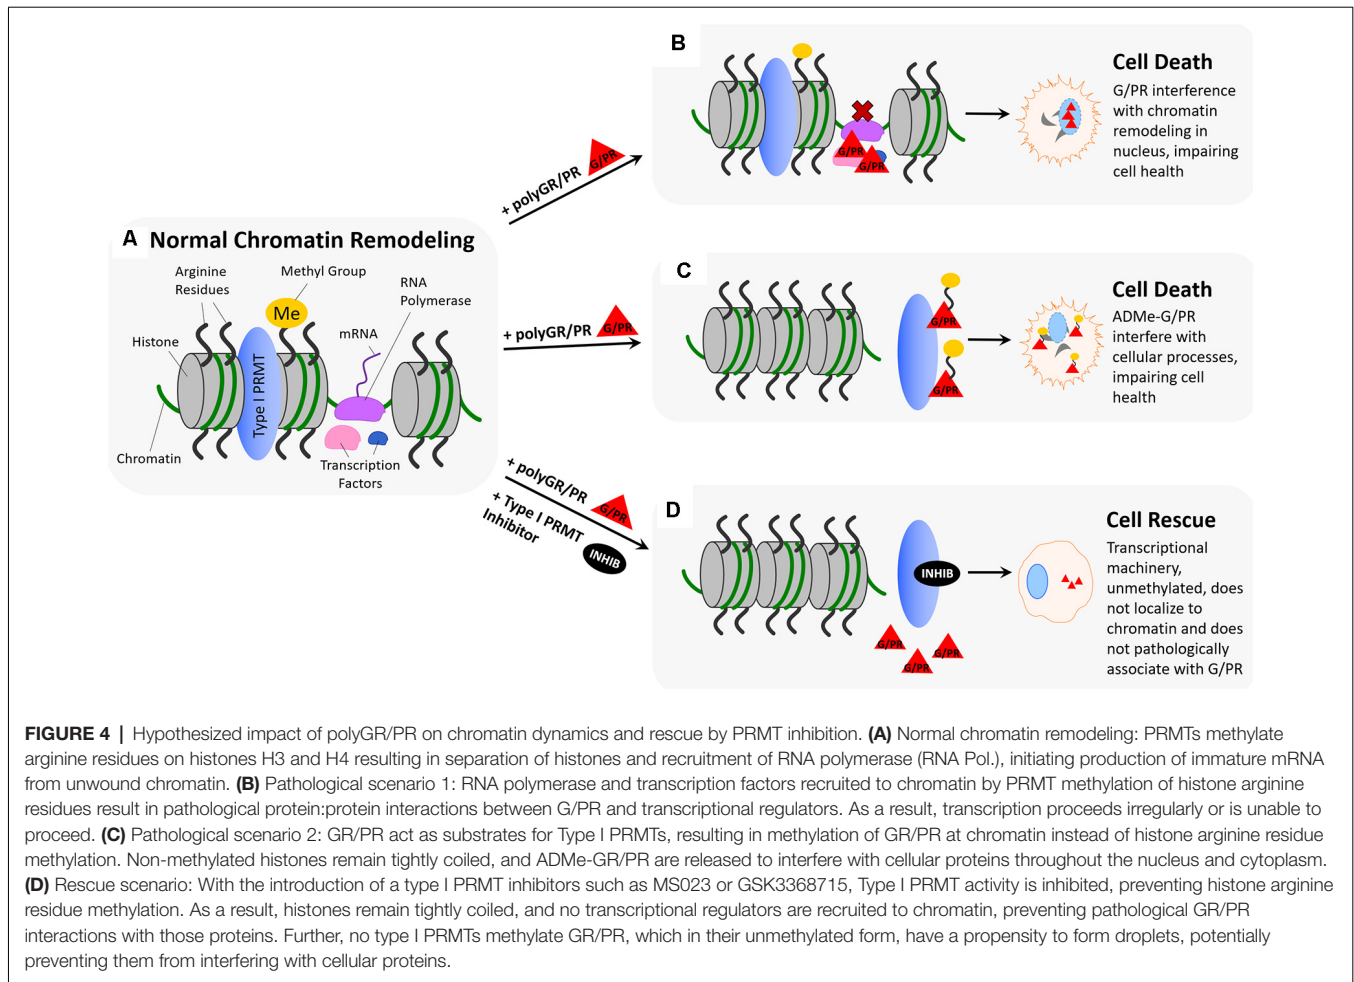 A
Normal Chromatin Remodeling
Arginine
Residues
Methyl Group
RNA
Polymerase
Me
mRNA
Histone
Type I PRMT
Chromatin
Transcription
Factors
+ polyGR/PR
G/PR
+ polyGR/PR
G/PR
+ polyGR/PR
G/PR
+ Type I PRMT
Inhibitor
INHIB
B
G/PR
G/PR
Cell Death
G/PR interference
with chromatin
remodeling in
nucleus, impairing
cell health
C
G/PR
G/PR
Cell Death
ADMe-G/PR
interfere with
cellular processes,
impairing cell
health
D
INHIB
G/PR
G/PR
G/PR
Cell Rescue
Transcriptional
machinery,
unmethylated, does
not localize to
chromatin and does
not pathologically
associate with G/PR
FIGURE 4 | Hypothesized impact of polyGR/PR on chromatin dynamics and rescue by PRMT inhibition. (A) Normal chromatin remodeling: PRMTs methylate
arginine residues on histones H3 and H4 resulting in separation of histones and recruitment of RNA polymerase (RNA Pol.), initiating production of immature mRNA
from unwound chromatin. (B) Pathological scenario 1: RNA polymerase and transcription factors recruited to chromatin by PRMT methylation of histone arginine
residues result in pathological protein:protein interactions between G/PR and transcriptional regulators. As a result, transcription proceeds irregularly or is unable to
proceed. (C) Pathological scenario 2: GR/PR act as substrates for Type I PRMTs, resulting in methylation of GR/PR at chromatin instead of histone arginine residue
methylation. Non-methylated histones remain tightly coiled, and ADMe-GR/PR are released to interfere with cellular proteins throughout the nucleus and cytoplasm.
(D) Rescue scenario: With the introduction of a type I PRMT inhibitors such as MS023 or GSK3368715, Type I PRMT activity is inhibited, preventing histone arginine
residue methylation. As a result, histones remain tightly coiled, and no transcriptional regulators are recruited to chromatin, preventing pathological GR/PR
interactions with those proteins. Further, no type I PRMTs methylate GR/PR, which in their unmethylated form, have a propensity to form droplets, potentially
preventing them from interfering with cellular proteins.